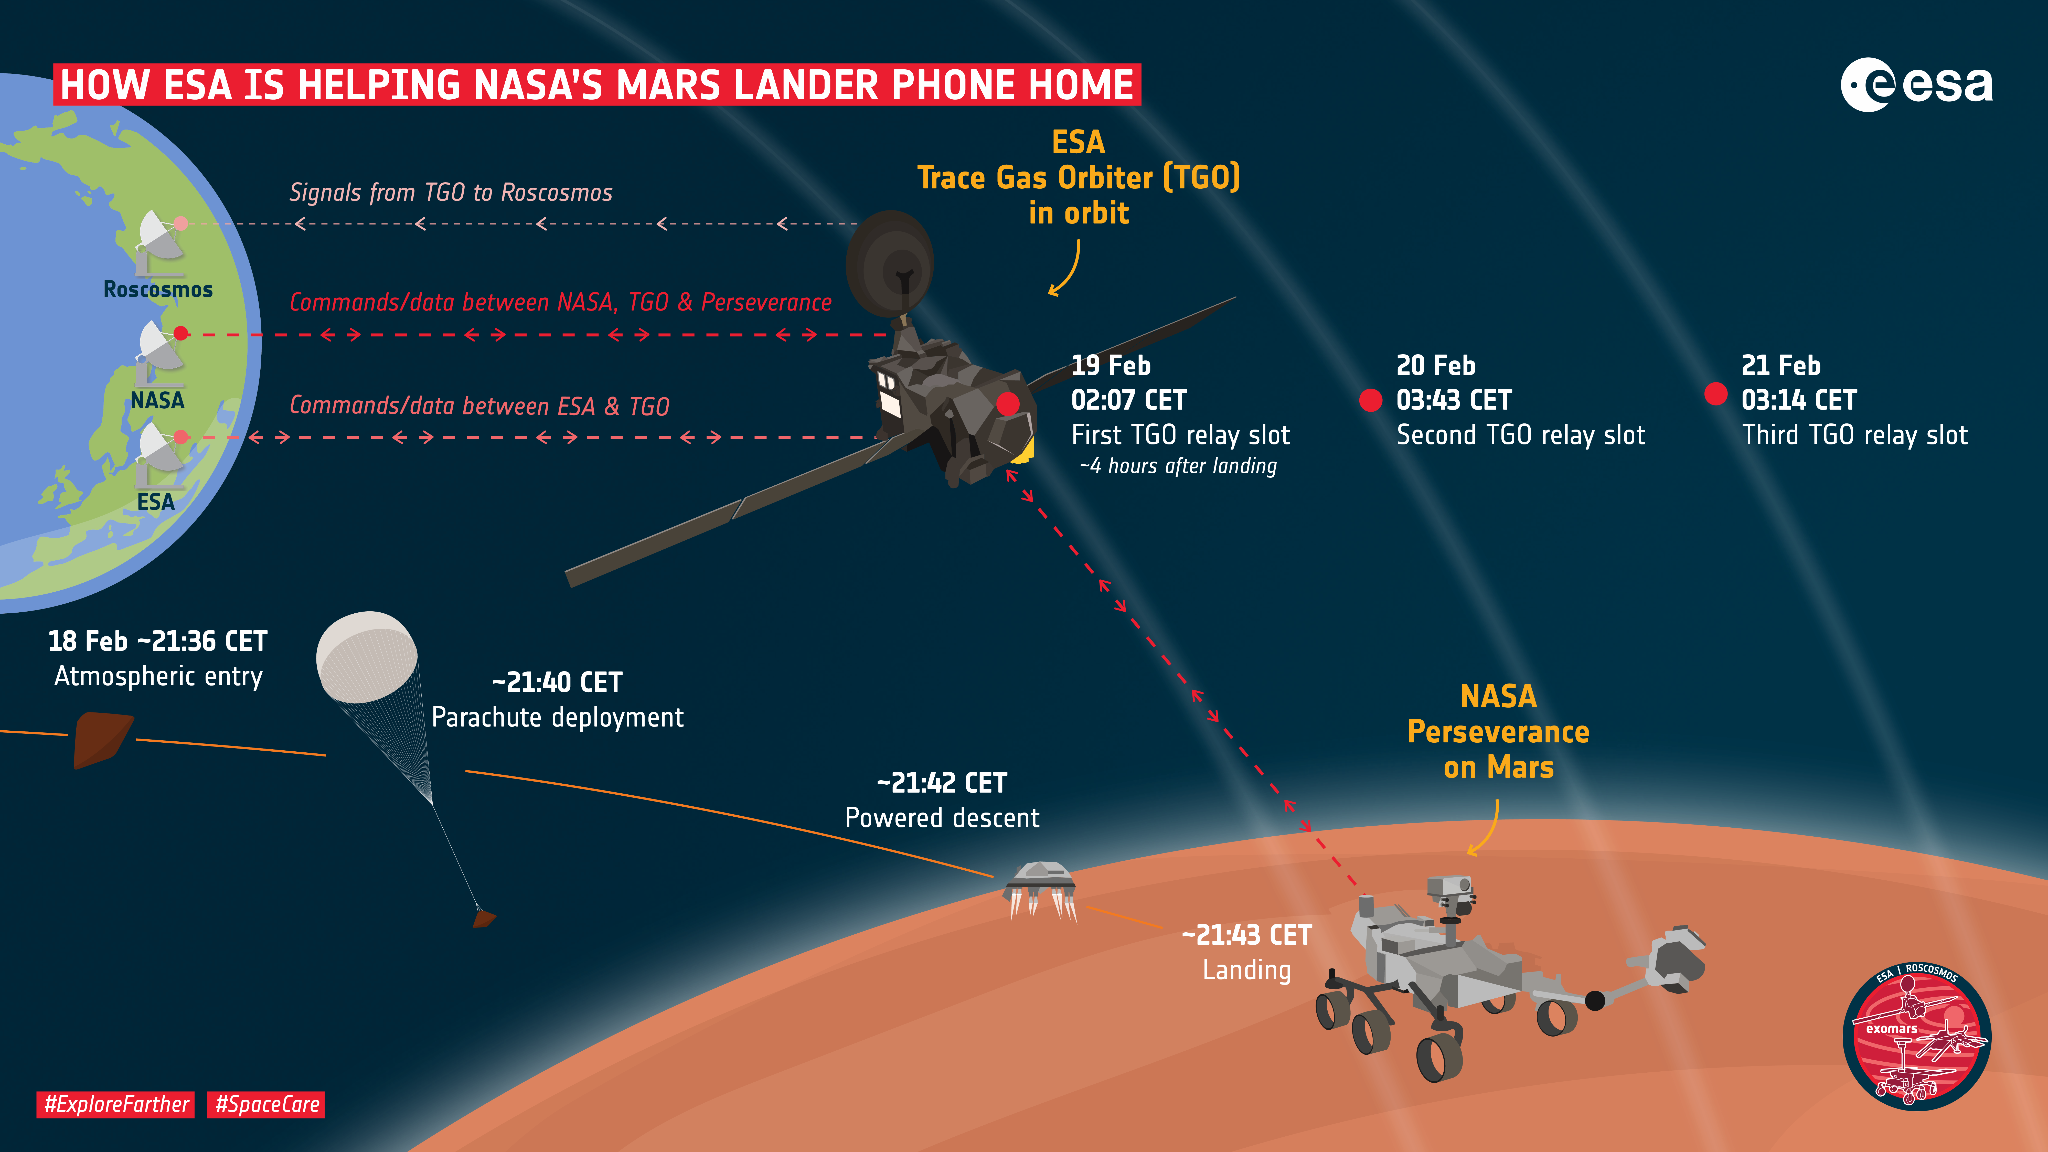 HOW ESA IS HELPING NASA'S MARS LANDER PHONE HOME
esa
ESA
Trace Gas Orbiter (TGO)
in orbit
Signals from TGO to Roscosmos
Roscosmos
Commands/data between NASA, TGO & Perseverance
NASA
Commands/data between ESA & TGO
ESA
19 Feb
02:07 CET
First TGO relay slot
~4 hours after landing
20 Feb
03:43 CET
Second TGO relay slot
21 Feb
03:14 CET
Third TGO relay slot
18 Feb ~21:36 CET
Atmospheric entry
~21:40 CET
Parachute deployment
~21:42 CET
Powered descent
~21:43 CET
Landing
NASA
Perseverance
on Mars
ESA | ROSCOSMOS
exomars
#ExploreFarther #SpaceCare